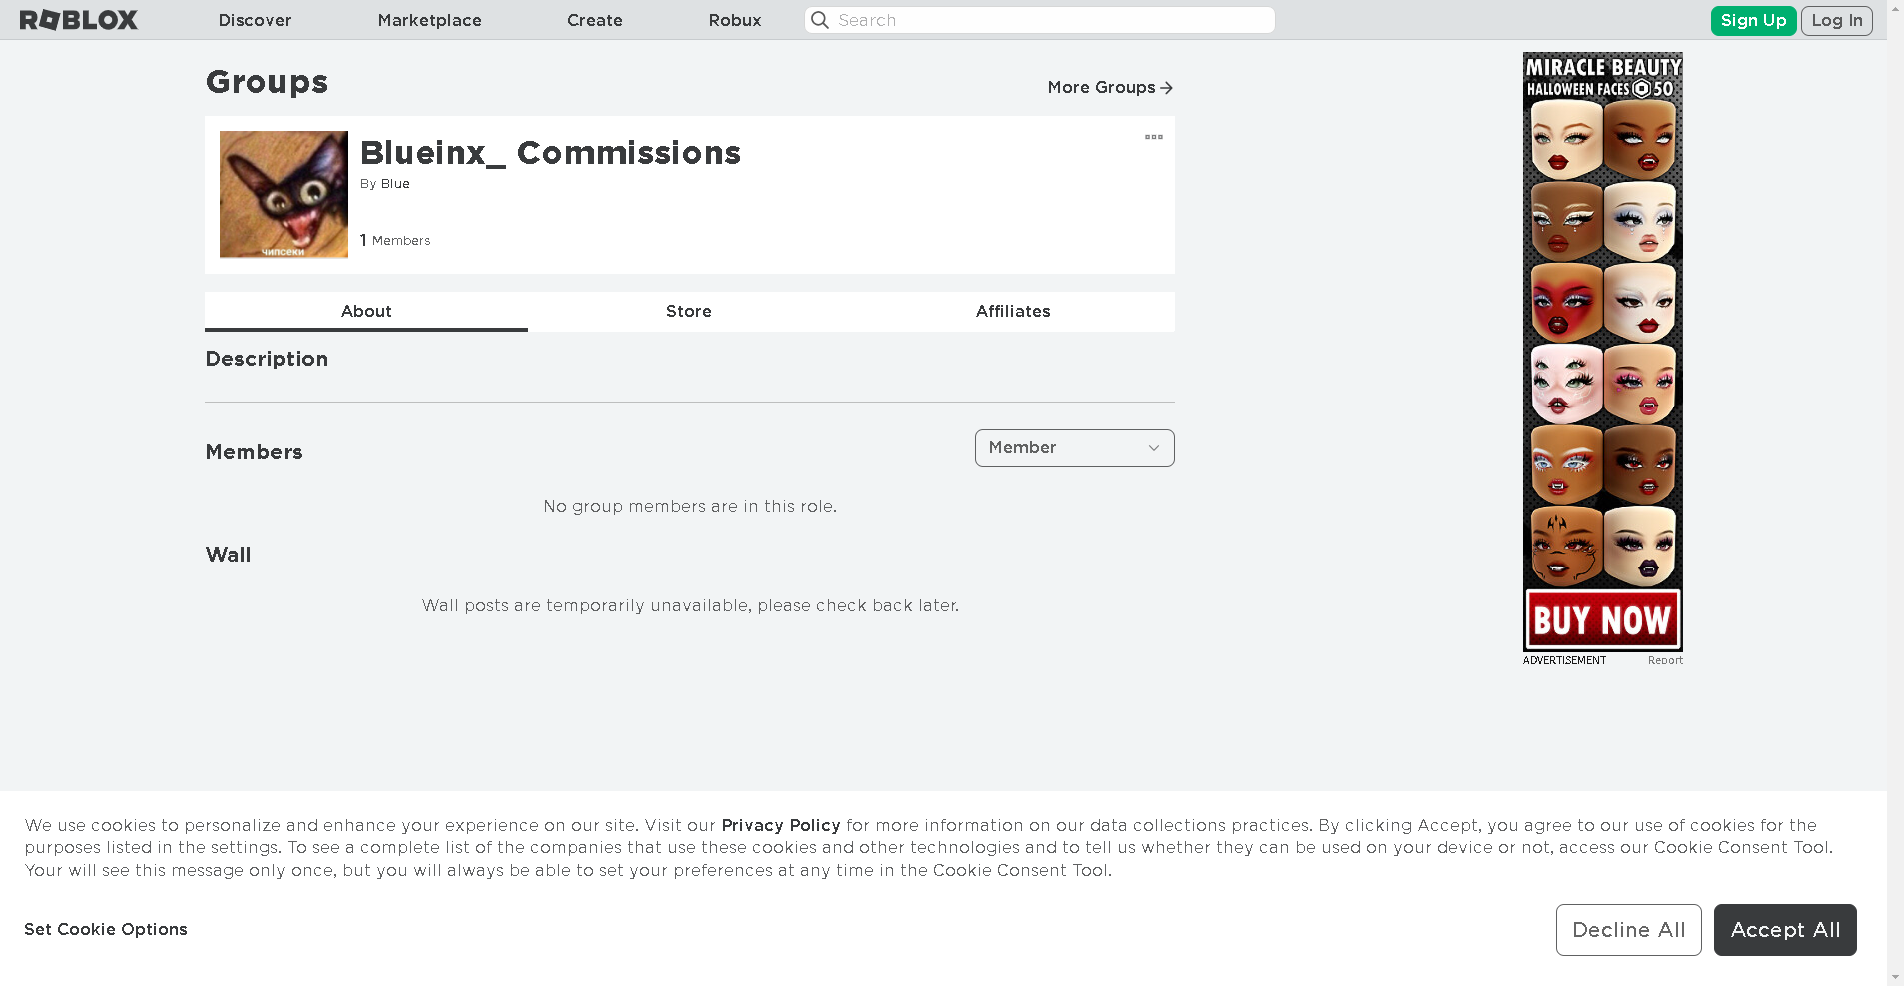 ROBLOX
Discover
Marketplace
Create
Robux
Search
Sign Up
Log In
Groups
More Groups
Blueinx_ Commissions
By Blue
1 Members
чипсеки
About
Store
Affiliates
Description
Members
Member
No group members are in this role.
Wall
Wall posts are temporarily unavailable, please check back later.
MIRACLE BEAUTY
HALLOWEEN FACES 50
BUY NOW
ADVERTISEMENT
Report
We use cookies to personalize and enhance your experience on our site. Visit our Privacy Policy for more information on our data collections practices. By clicking Accept, you agree to our use of cookies for the
purposes listed in the settings. To see a complete list of the companies that use these cookies and other technologies and to tell us whether they can be used on your device or not, access our Cookie Consent Tool.
Your will see this message only once, but you will always be able to set your preferences at any time in the Cookie Consent Tool.
Set Cookie Options
Decline All
Accept All